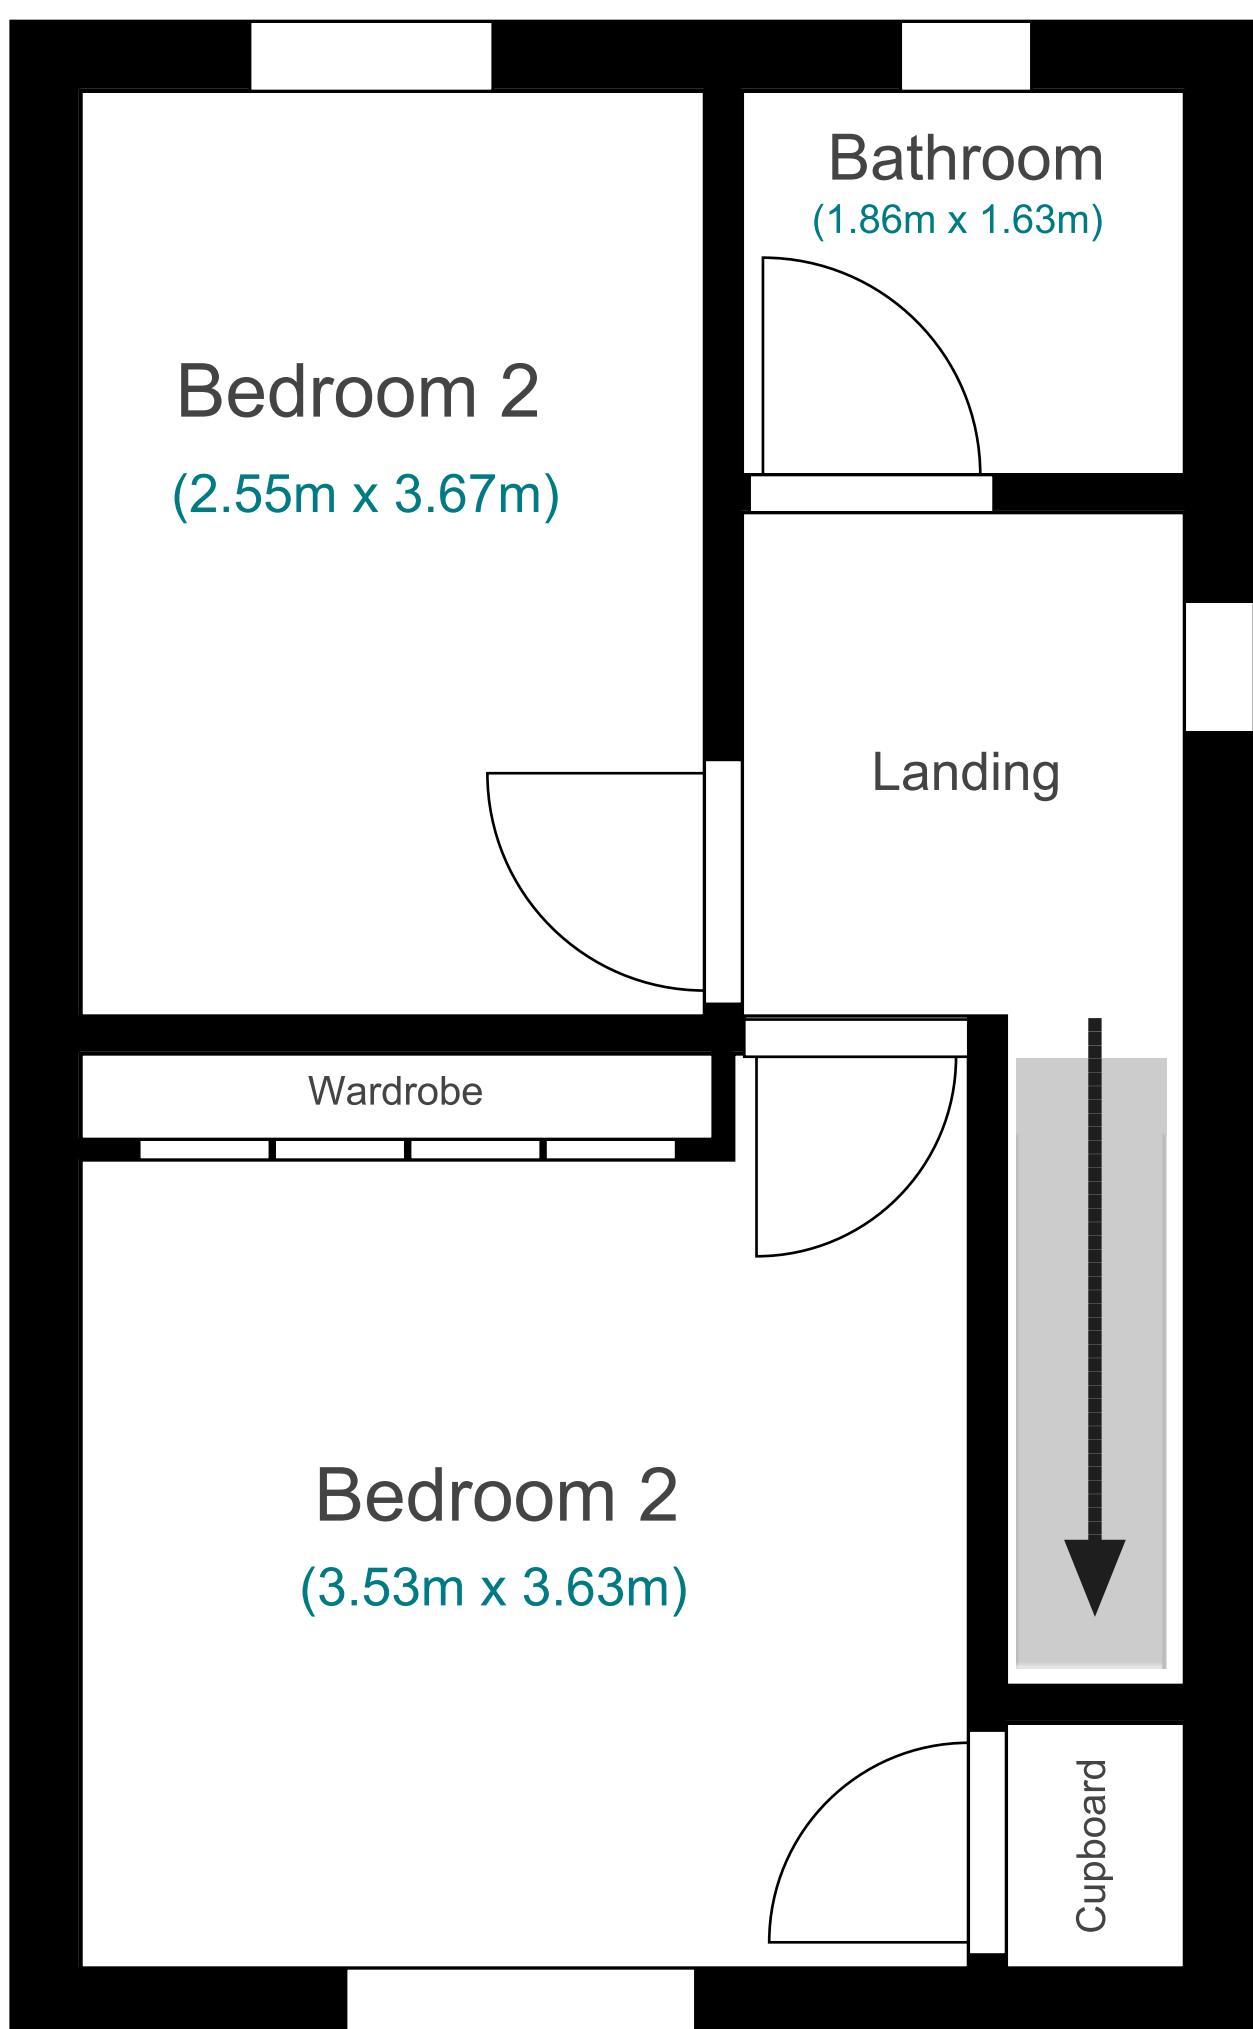 Bathroom
(1.86m x 1.63m)
Bedroom 2
(2.55m x 3.67m)
Landing
Wardrobe
Bedroom 2
(3.53m x 3.63m)
Cupboard